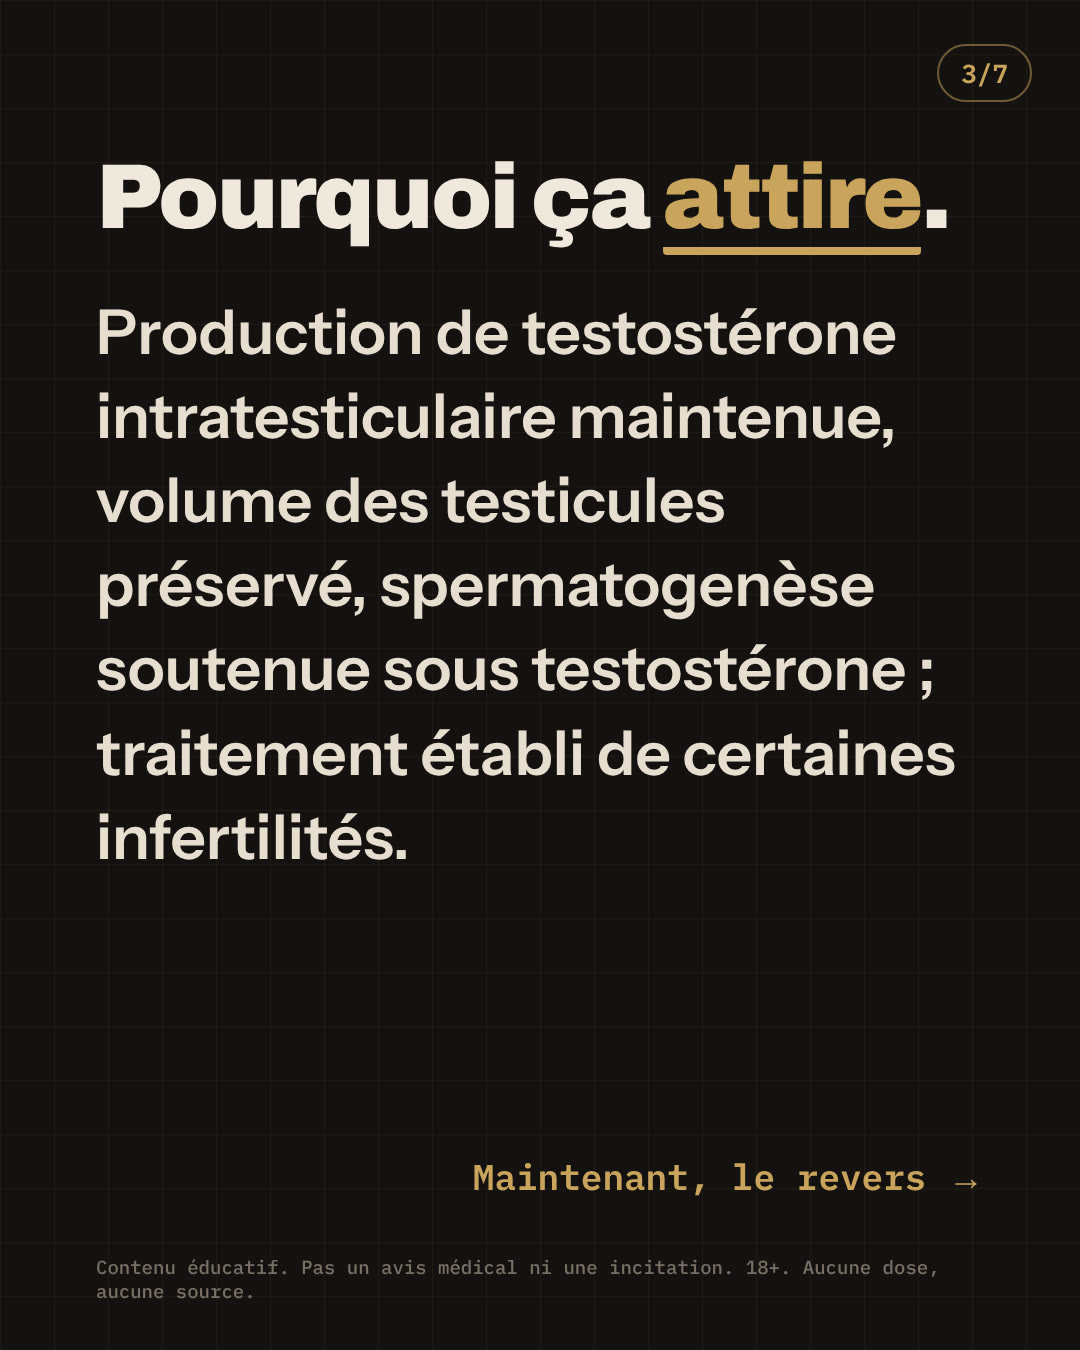 3/7
Pourquoi ça attire.
Production de testostérone
intratesticulaire maintenue,
volume des testicules
préservé, spermatogenèse
soutenue sous testostérone ;
traitement établi de certaines
infertilités.
Maintenant, le revers →
Contenu éducatif. Pas un avis médical ni une incitation. 18+. Aucune dose,
aucune source.